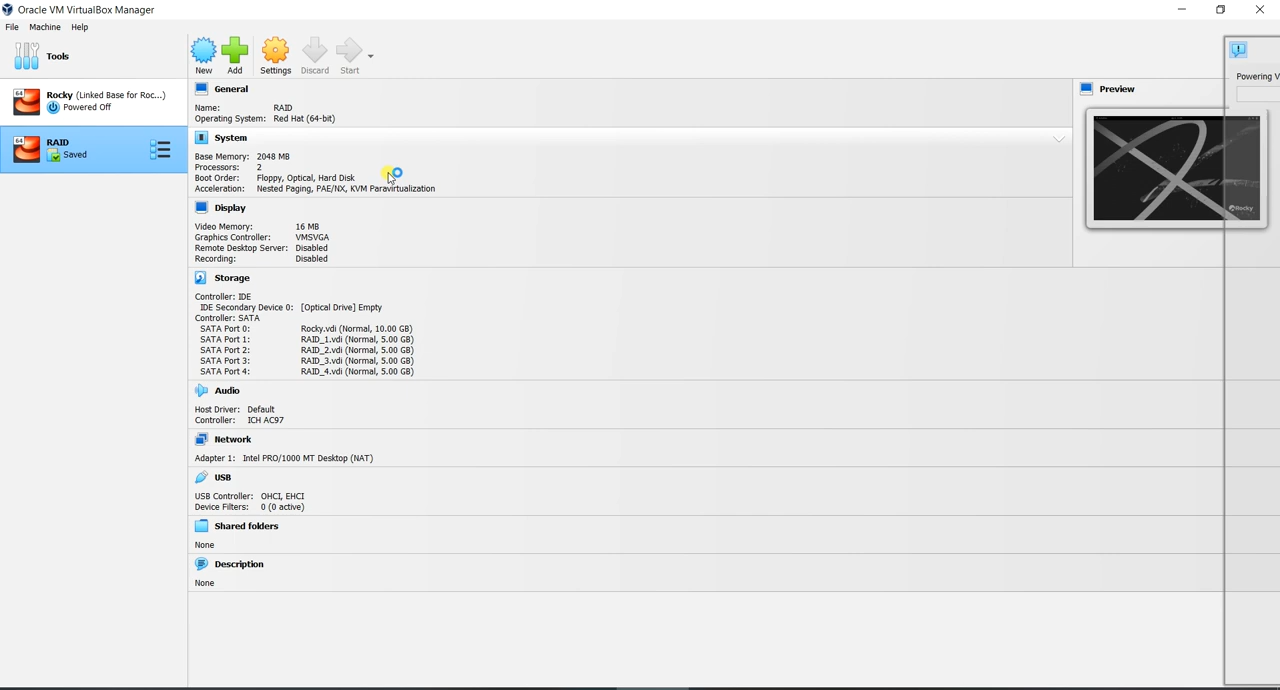 Oracle VM VirtualBox Manager
File Machine Help
Tools
New Add Settings Discard Start
Powering V
64 Rocky (Linked Base for Roc...)
Powered Off
64 RAID
Saved
General
Name: RAID
Operating System: Red Hat (64-bit)
Preview
Rocky
System
Base Memory: 2048 MB
Processors: 2
Boot Order: Floppy, Optical, Hard Disk
Acceleration: Nested Paging, PAE/NX, KVM Paravirtualization
Display
Video Memory: 16 MB
Graphics Controller: VMSVGA
Remote Desktop Server: Disabled
Recording: Disabled
Storage
Controller: IDE
IDE Secondary Device 0: [Optical Drive] Empty
Controller: SATA
SATA Port 0: Rocky.vdi (Normal, 10.00 GB)
SATA Port 1: RAID_1.vdi (Normal, 5.00 GB)
SATA Port 2: RAID_2.vdi (Normal, 5.00 GB)
SATA Port 3: RAID_3.vdi (Normal, 5.00 GB)
SATA Port 4: RAID_4.vdi (Normal, 5.00 GB)
Audio
Host Driver: Default
Controller: ICH AC97
Network
Adapter 1: Intel PRO/1000 MT Desktop (NAT)
USB
USB Controller: OHCI, EHCI
Device Filters: 0 (0 active)
Shared folders
None
Description
None